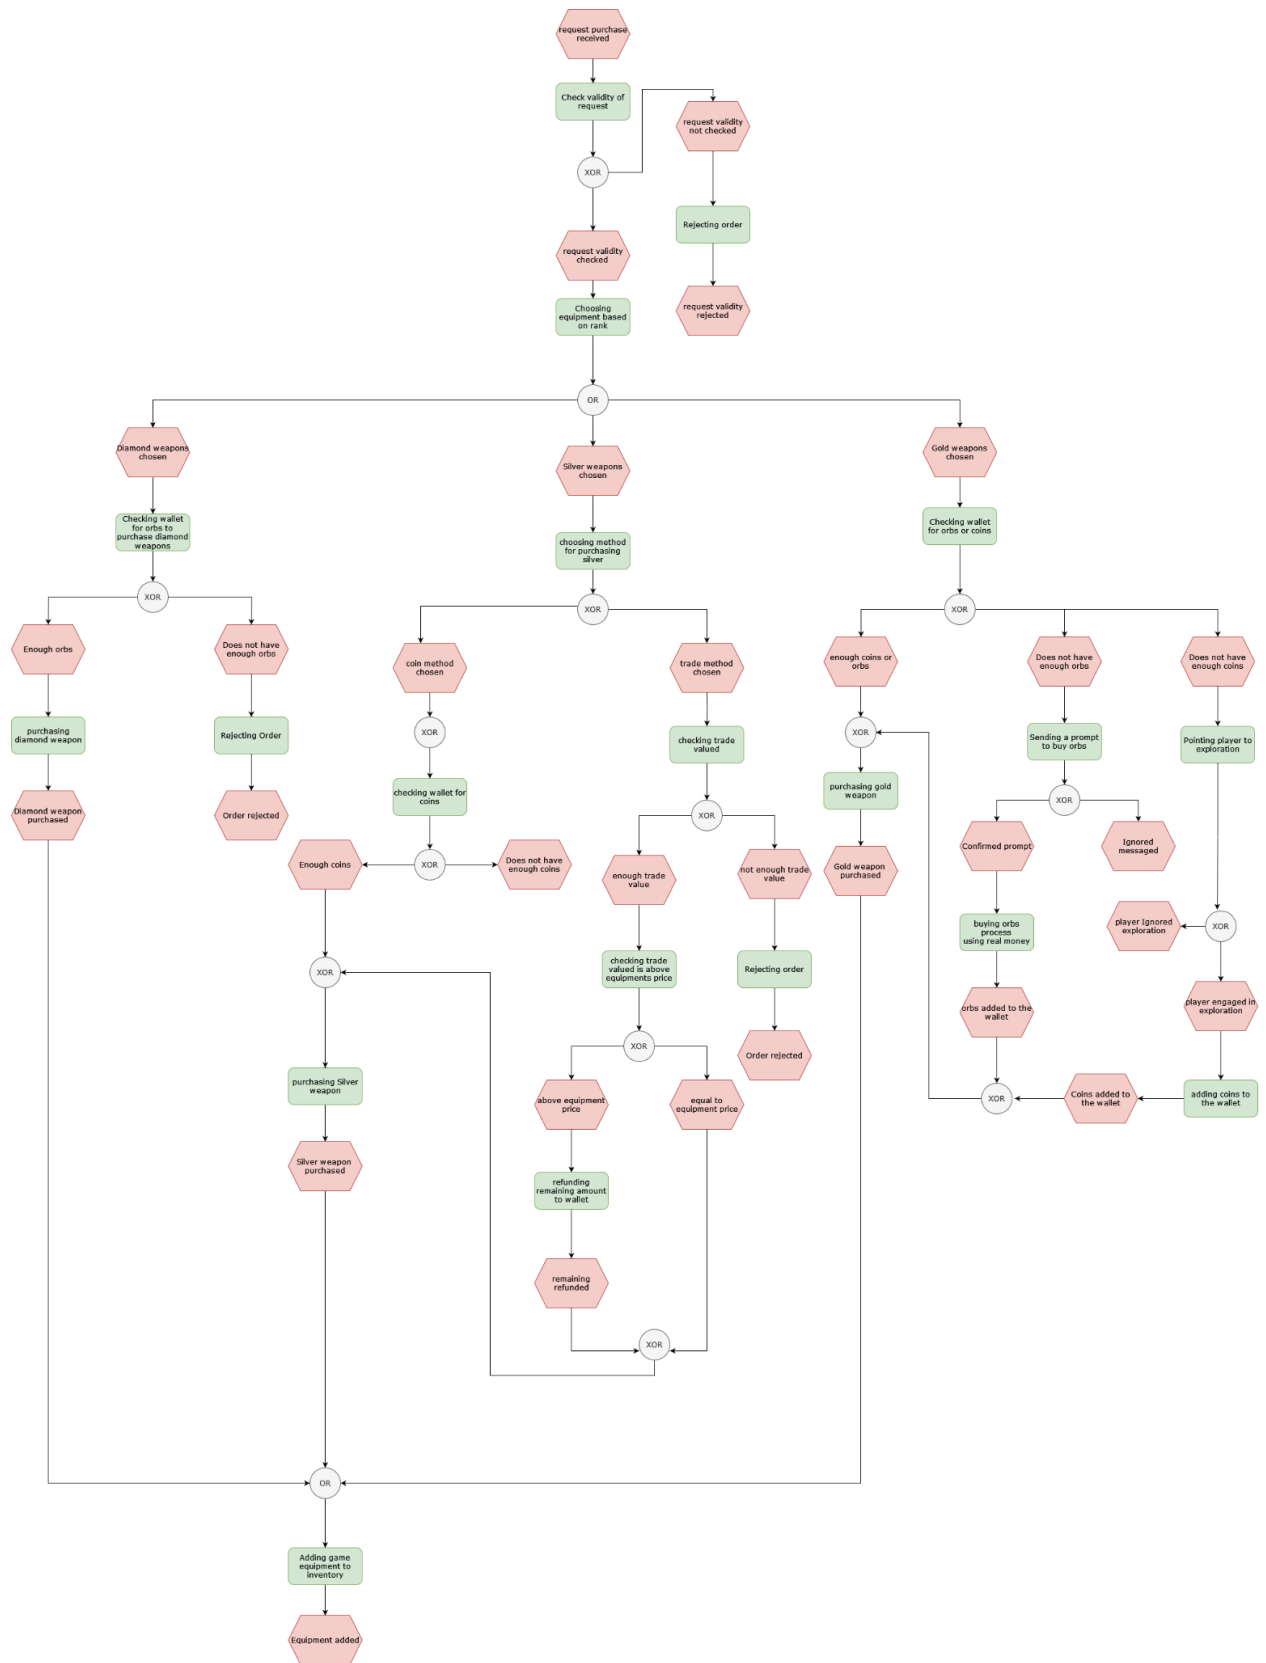 request purchase
received
Check validity of
request
request validity
not checked
XOR
Rejecting order
request validity
checked
request validity
rejected
Choosing
equipment based
on rank
OR
Diamond weapons
chosen
Silver weapons
chosen
Gold weapons
chosen
Checking wallet
for orbs to
purchase diamond
weapons
choosing method
for purchasing
silver
Checking wallet
for orbs or coins
XOR
XOR
XOR
Enough orbs
Does not have
enough orbs
coin method
chosen
trade method
chosen
enough coins or
orbs
Does not have
enough orbs
Does not have
enough coins
purchasing
diamond weapon
Rejecting Order
XOR
checking trade
valued
XOR
Sending a prompt
to buy orbs
Pointing player to
exploration
Diamond weapon
purchased
Order rejected
checking wallet for
coins
XOR
purchasing gold
weapon
XOR
Enough coins
XOR
Does not have
enough coins
enough trade
value
not enough trade
value
Gold weapon
purchased
Confirmed prompt
Ignored
messaged
buying orbs
process
using real money
player Ignored
exploration
XOR
XOR
checking trade
valued is above
equipments price
Rejecting order
orbs added to the
wallet
player engaged in
exploration
XOR
Order rejected
purchasing Silver
weapon
above equipment
price
equal to
equipment price
XOR
Coins added to
the wallet
adding coins to
the wallet
Silver weapon
purchased
refunding
remaining amount
to wallet
remaining
refunded
XOR
OR
Adding game
equipment to
inventory
Equipment added